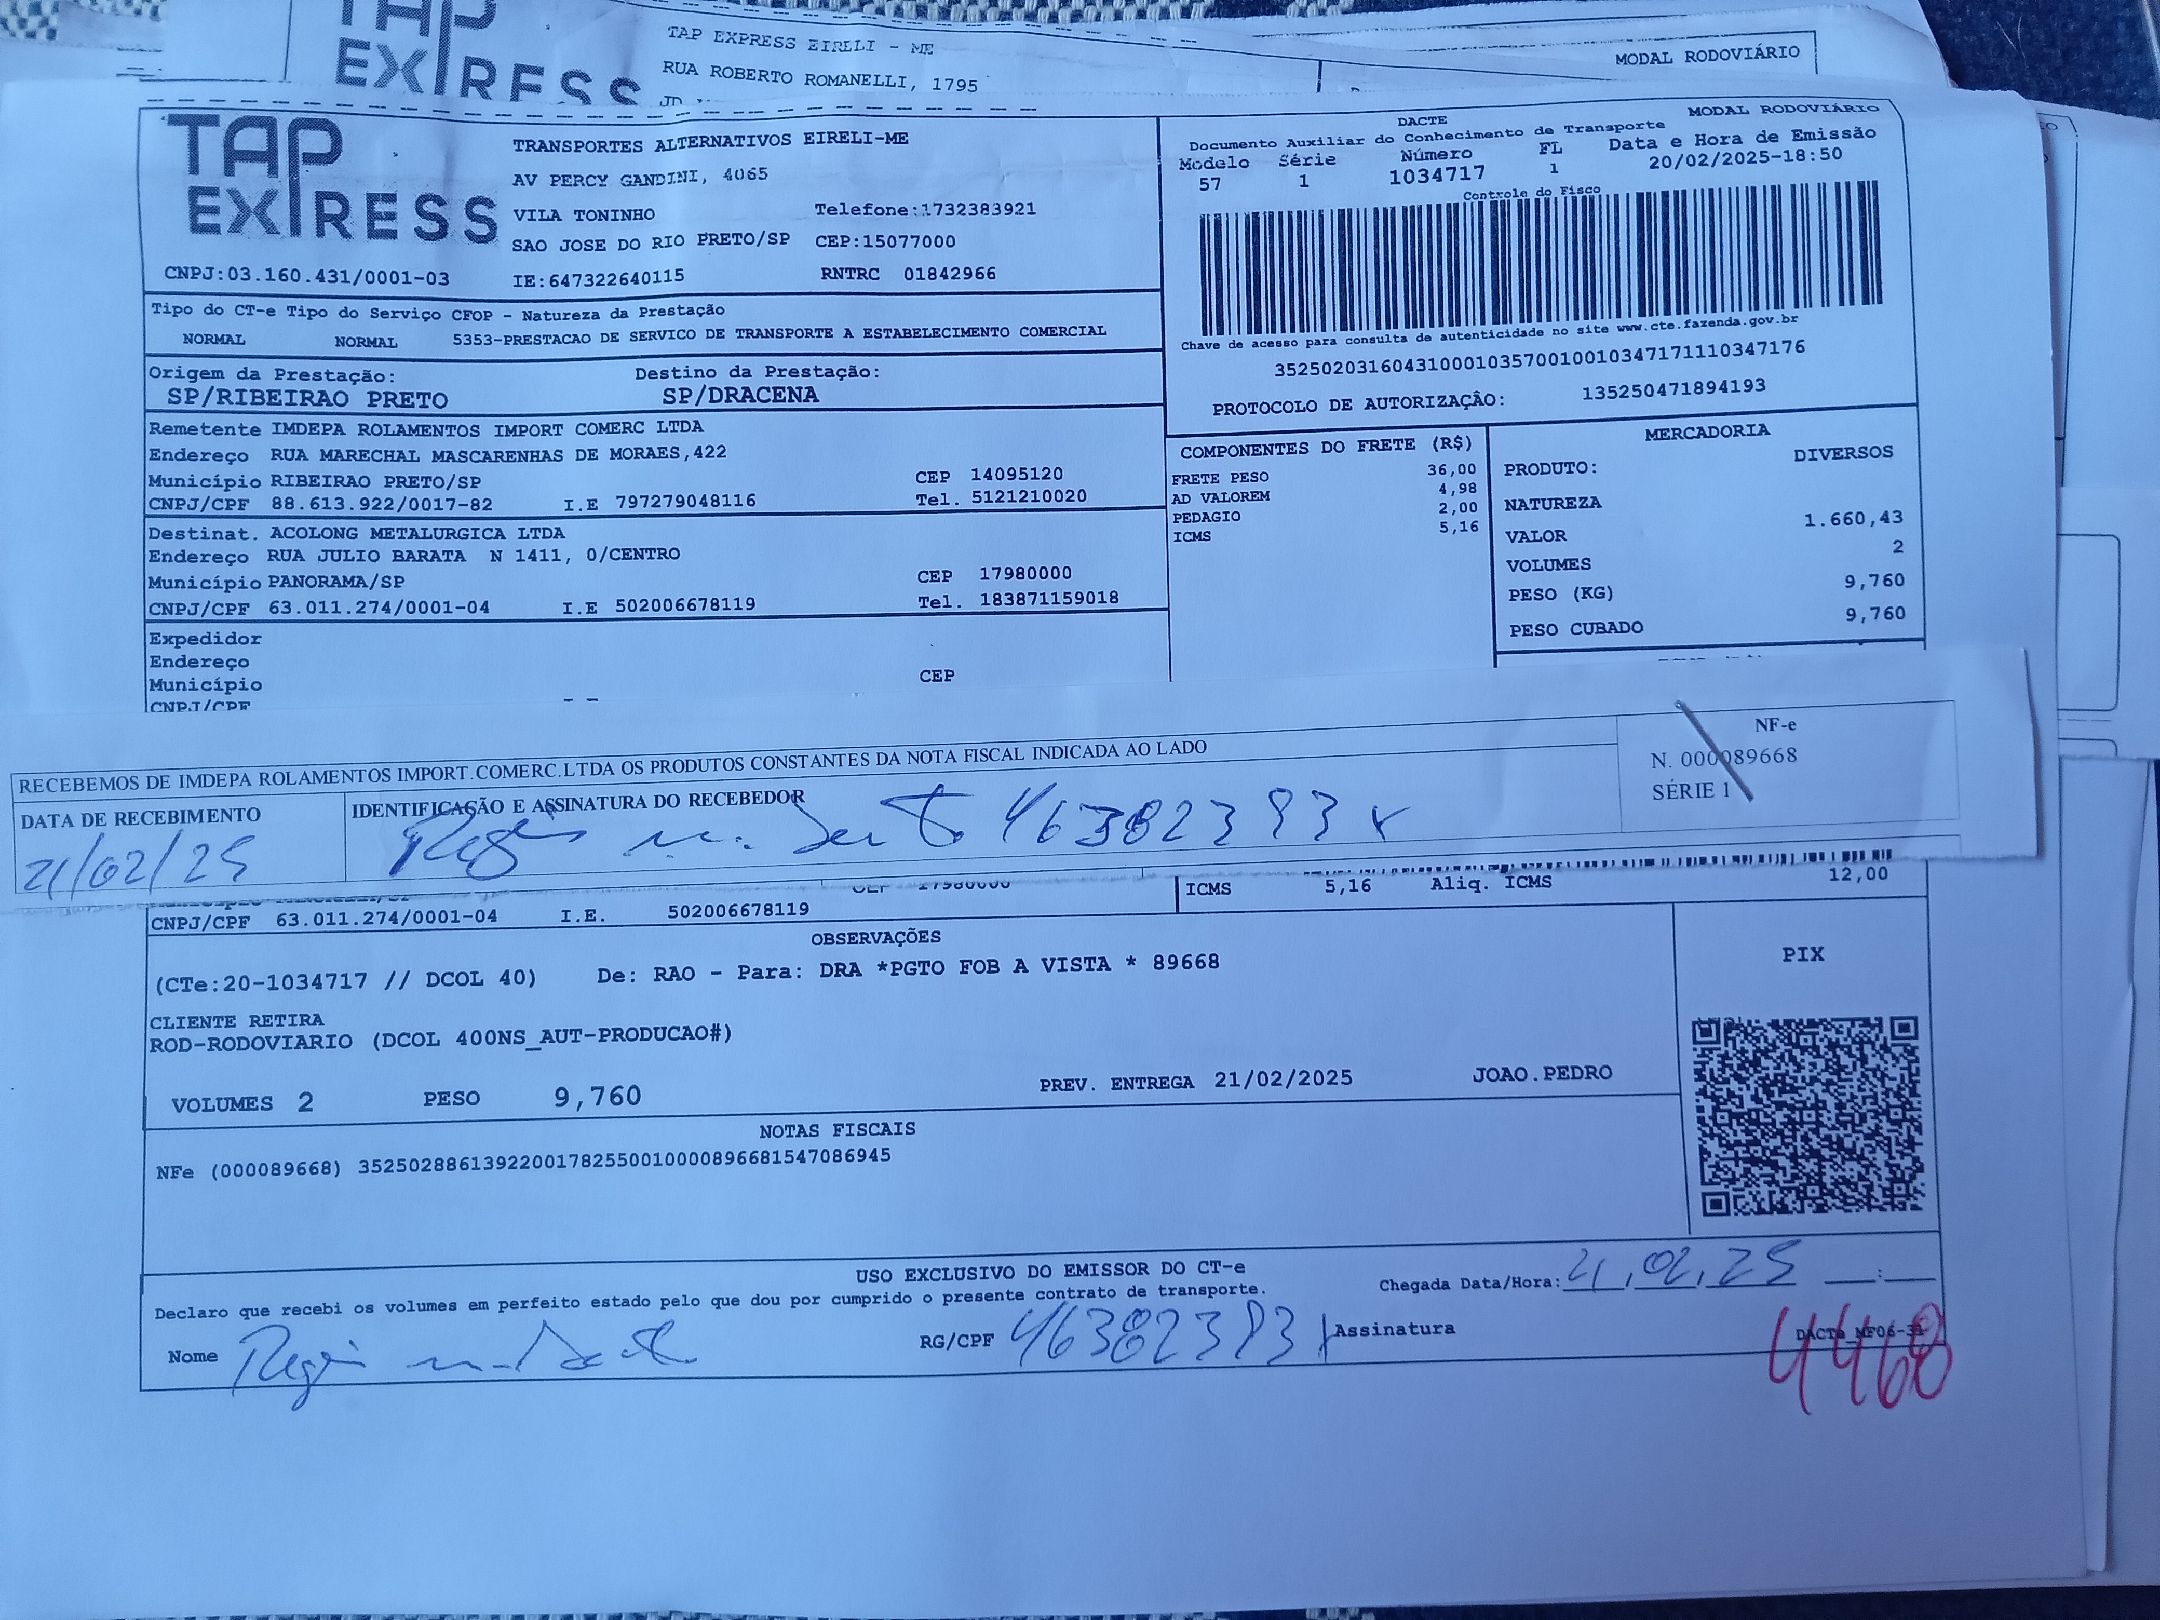 TAP EXPRESS
TAP EXPRESS EIRELI - ME
RUA ROBERTO ROMANELLI, 1795
MODAL RODOVIÁRIO
TAP EXPRESS
TRANSPORTES ALTERNATIVOS EIRELI-ME
AV PERCY GANDINI, 4065
VILA TONINHO Telefone:1732383921
SAO JOSE DO RIO PRETO/SP CEP:15077000
CNPJ:03.160.431/0001-03 IE:647322640115 RNTRC 01842966
DACTE MODAL RODOVIÁRIO
Documento Auxiliar do Conhecimento de Transporte
Modelo Série Número FL Data e Hora de Emissão
57 1 1034717 1 20/02/2025-18:50
Controle do Fisco
Chave de acesso para consulta de autenticidade no site www.cte.fazenda.gov.br
35250203160431000103570010010347171110347176
PROTOCOLO DE AUTORIZAÇÂO: 135250471894193
Tipo do CT-e Tipo do Serviço CFOP - Natureza da Prestação
NORMAL NORMAL 5353-PRESTACAO DE SERVICO DE TRANSPORTE A ESTABELECIMENTO COMERCIAL
Origem da Prestação: Destino da Prestação:
SP/RIBEIRAO PRETO SP/DRACENA
Remetente IMDEPA ROLAMENTOS IMPORT COMERC LTDA
Endereço RUA MARECHAL MASCARENHAS DE MORAES,422
Município RIBEIRAO PRETO/SP CEP 14095120
CNPJ/CPF 88.613.922/0017-82 I.E 797279048116 Tel. 5121210020
Destinat. ACOLONG METALURGICA LTDA
Endereço RUA JULIO BARATA N 1411, 0/CENTRO
Município PANORAMA/SP CEP 17980000
CNPJ/CPF 63.011.274/0001-04 I.E 502006678119 Tel. 183871159018
Expedidor
Endereço
Município CEP
CNPJ/CPF
COMPONENTES DO FRETE (R$)
FRETE PESO 36,00
AD VALOREM 4,98
PEDAGIO 2,00
ICMS 5,16
MERCADORIA
PRODUTO: DIVERSOS
NATUREZA
VALOR 1.660,43
VOLUMES 2
PESO (KG) 9,760
PESO CUBADO 9,760
RECEBEMOS DE IMDEPA ROLAMENTOS IMPORT.COMERC.LTDA OS PRODUTOS CONSTANTES DA NOTA FISCAL INDICADA AO LADO
NF-e
N. 000089668
SÉRIE 1
DATA DE RECEBIMENTO IDENTIFICAÇÃO E ASSINATURA DO RECEBEDOR
21/02/25 463823
CEP 17980000 ICMS 5,16 Aliq. ICMS 12,00
CNPJ/CPF 63.011.274/0001-04 I.E. 502006678119
OBSERVAÇÕES
(CTe:20-1034717 // DCOL 40) De: RAO - Para: DRA *PGTO FOB A VISTA * 89668
CLIENTE RETIRA
ROD-RODOVIARIO (DCOL 400NS_AUT-PRODUCAO#)
VOLUMES 2 PESO 9,760 PREV. ENTREGA 21/02/2025 JOAO.PEDRO
PIX
NOTAS FISCAIS
NFe (000089668) 35250288613922001782550010000896681547086945
USO EXCLUSIVO DO EMISSOR DO CT-e
Declaro que recebi os volumes em perfeito estado pelo que dou por cumprido o presente contrato de transporte.
Chegada Data/Hora: 21,02,25 :
Nome RG/CPF Assinatura
4468